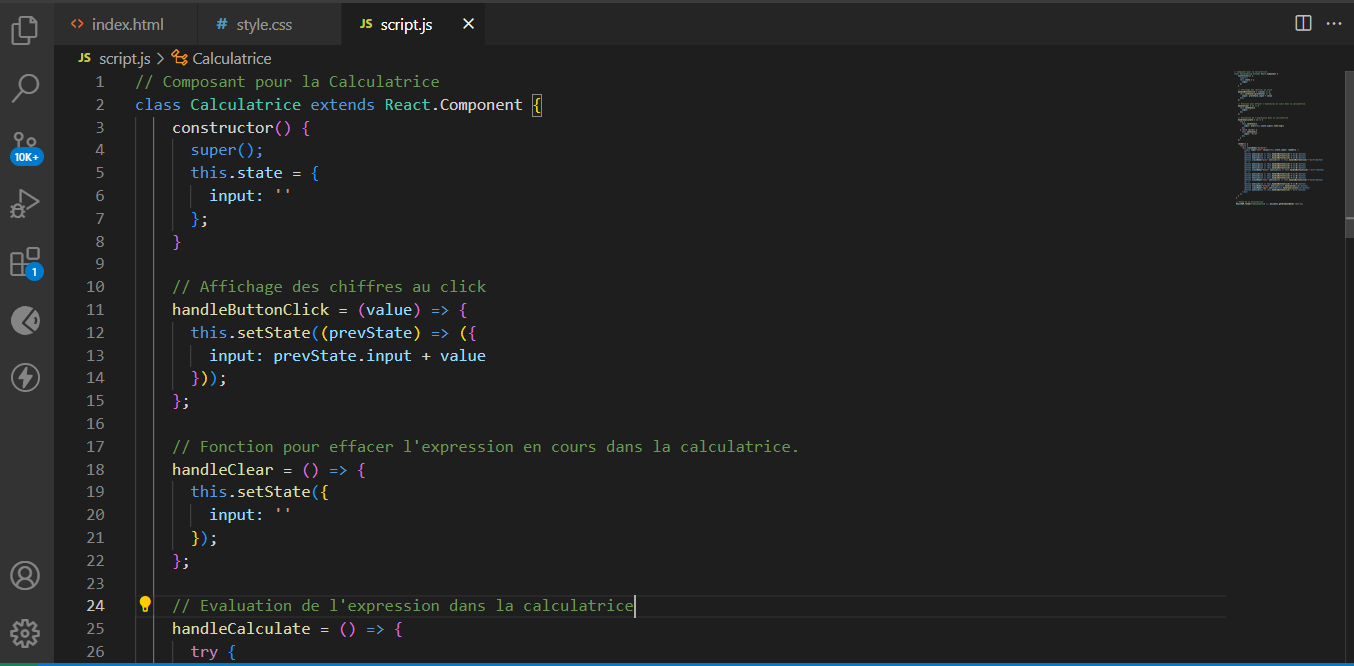 index.html
# style.css
JS script.js
JS script.js > Calculatrice
1 // Composant pour la Calculatrice
2 class Calculatrice extends React.Component {
3 constructor() {
4 super();
5 this.state = {
6 input: ''
7 };
8 }
9
10 // Affichage des chiffres au click
11 handleButtonClick = (value) => {
12 this.setState((prevState) => ({
13 input: prevState.input + value
14 }));
15 };
16
17 // Fonction pour effacer l'expression en cours dans la calculatrice.
18 handleClear = () => {
19 this.setState({
20 input: ''
21 });
22 };
23
24 // Evaluation de l'expression dans la calculatrice
25 handleCalculate = () => {
26 try {
10K+
1